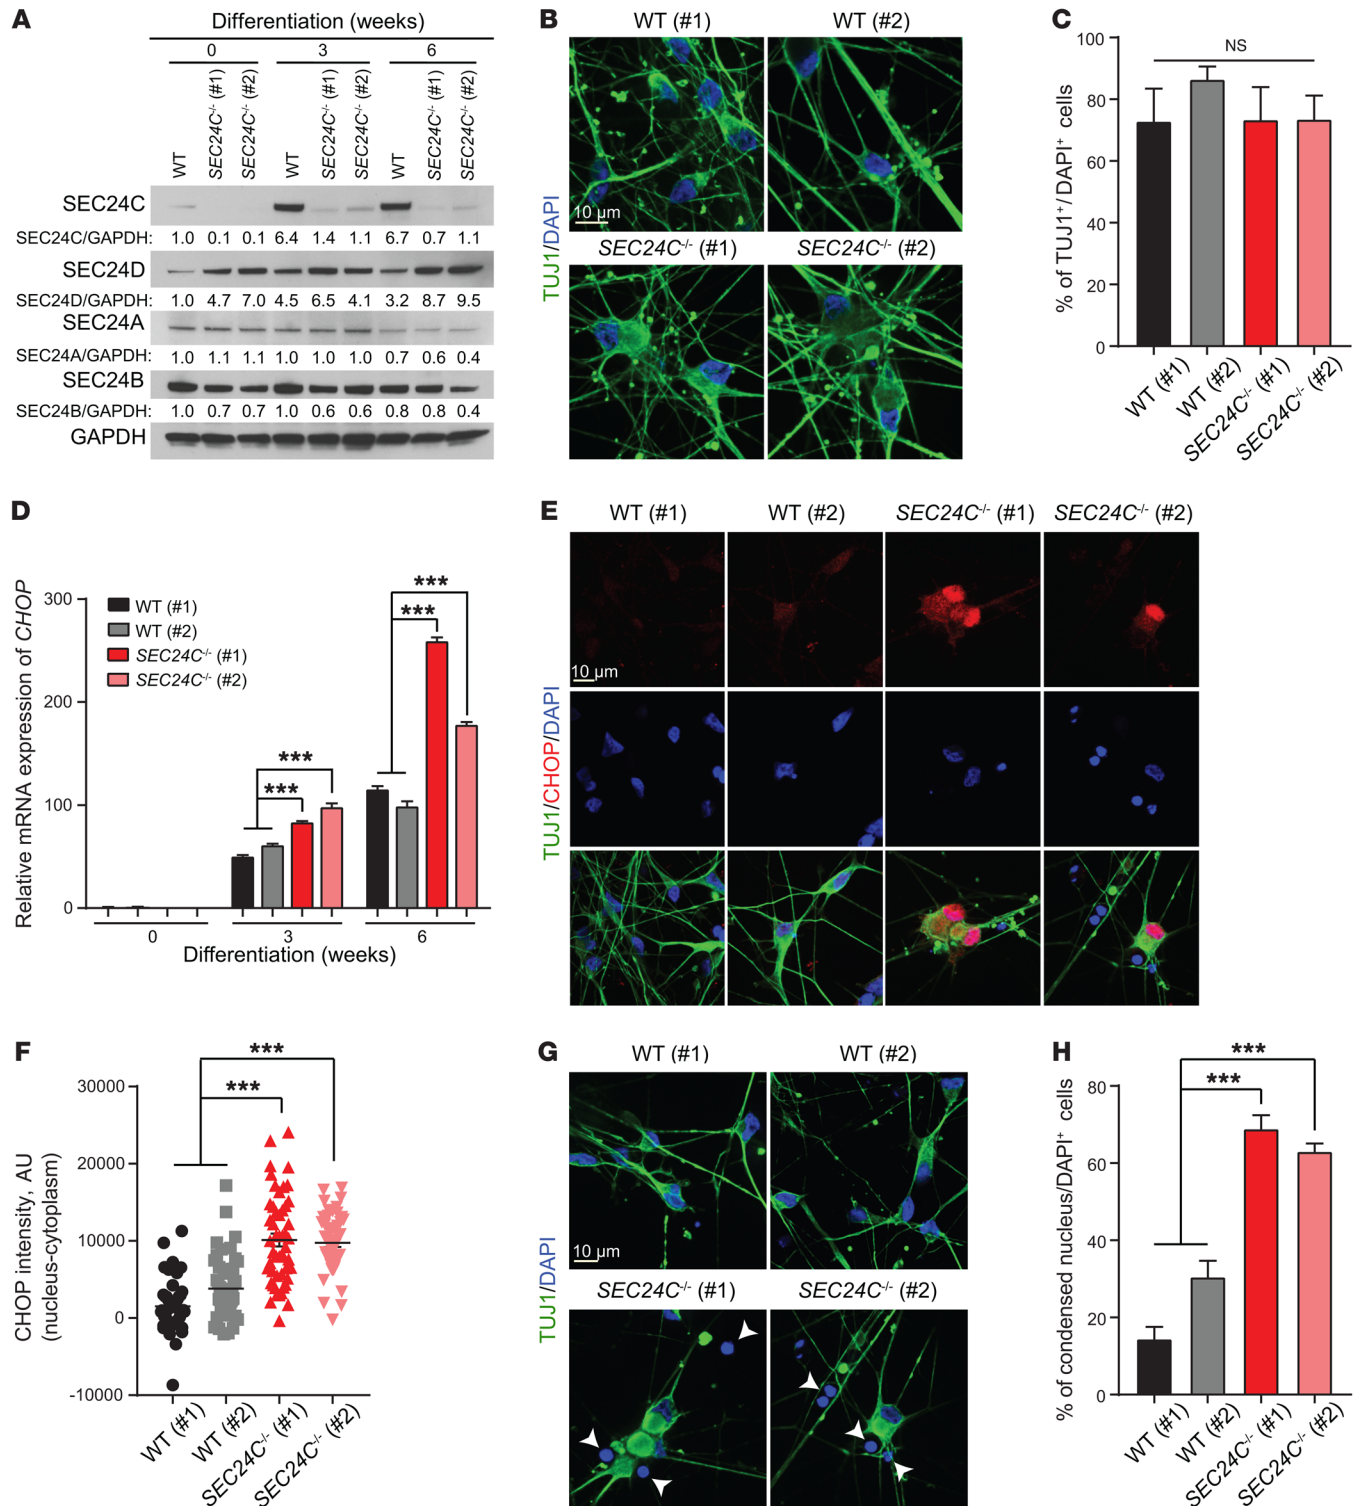 A
Differentiation (weeks)
0 3 6
WT SEC24C-/- (#1) SEC24C-/- (#2) WT SEC24C-/- (#1) SEC24C-/- (#2) WT SEC24C-/- (#1) SEC24C-/- (#2)
SEC24C
SEC24C/GAPDH: 1.0 0.1 0.1 6.4 1.4 1.1 6.7 0.7 1.1
SEC24D
SEC24D/GAPDH: 1.0 4.7 7.0 4.5 6.5 4.1 3.2 8.7 9.5
SEC24A
SEC24A/GAPDH: 1.0 1.1 1.1 1.0 1.0 1.0 0.7 0.6 0.4
SEC24B
SEC24B/GAPDH: 1.0 0.7 0.7 1.0 0.6 0.6 0.8 0.8 0.4
GAPDH
B
WT (#1) WT (#2)
10 µm
SEC24C-/- (#1) SEC24C-/- (#2)
TUJ1/DAPI
C
% of TUJ1+/DAPI+ cells
100
80
60
40
20
0
NS
WT (#1) WT (#2) SEC24C-/- (#1) SEC24C-/- (#2)
D
Relative mRNA expression of CHOP
300
200
100
0
WT (#1)
WT (#2)
SEC24C-/- (#1)
SEC24C-/- (#2)
***
***
***
***
0 3 6
Differentiation (weeks)
E
WT (#1) WT (#2) SEC24C-/- (#1) SEC24C-/- (#2)
10 µm
TUJ1/CHOP/DAPI
F
CHOP intensity, AU
(nucleus-cytoplasm)
30000
20000
10000
0
-10000
***
***
WT (#1) WT (#2) SEC24C-/- (#1) SEC24C-/- (#2)
G
WT (#1) WT (#2)
10 µm
SEC24C-/- (#1) SEC24C-/- (#2)
TUJ1/DAPI
H
% of condensed nucleus/DAPI+ cells
80
60
40
20
0
***
***
WT (#1) WT (#2) SEC24C-/- (#1) SEC24C-/- (#2)